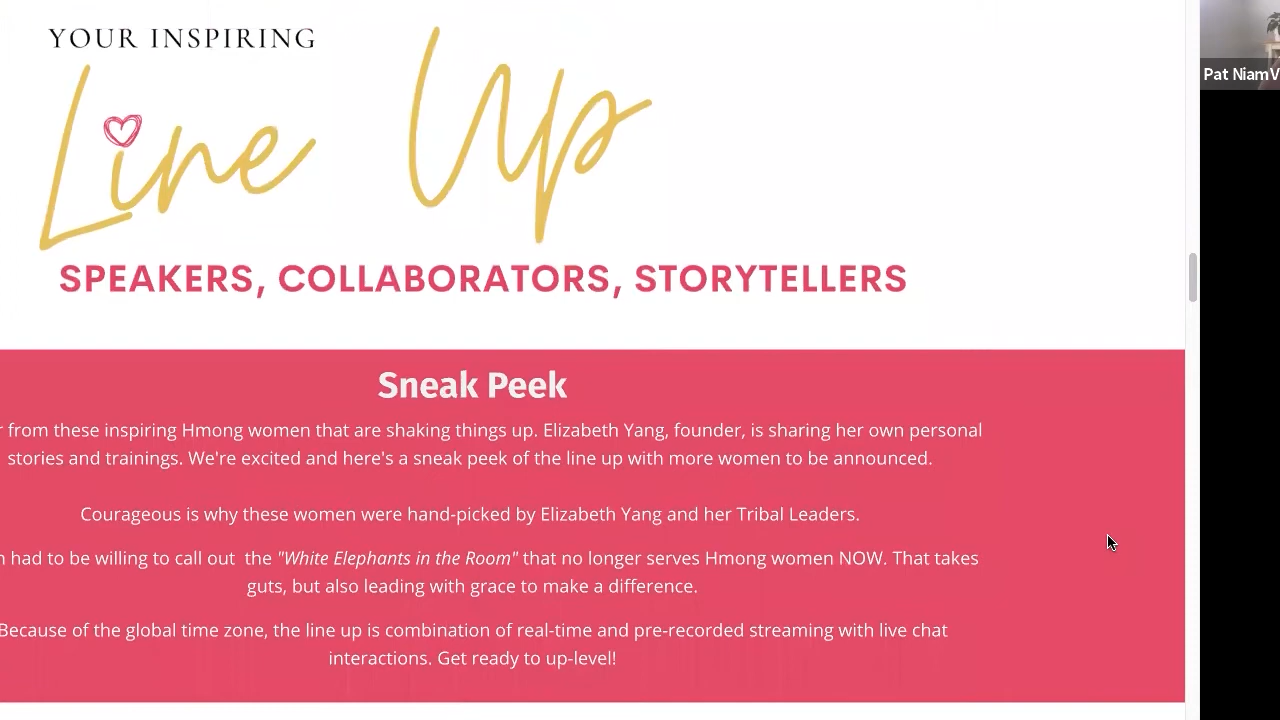 YOUR INSPIRING
Line Up
SPEAKERS, COLLABORATORS, STORYTELLERS
Sneak Peek
from these inspiring Hmong women that are shaking things up. Elizabeth Yang, founder, is sharing her own personal
stories and trainings. We're excited and here's a sneak peek of the line up with more women to be announced.
Courageous is why these women were hand-picked by Elizabeth Yang and her Tribal Leaders.
had to be willing to call out the "White Elephants in the Room" that no longer serves Hmong women NOW. That takes
guts, but also leading with grace to make a difference.
Because of the global time zone, the line up is combination of real-time and pre-recorded streaming with live chat
interactions. Get ready to up-level!
Pat NiamV